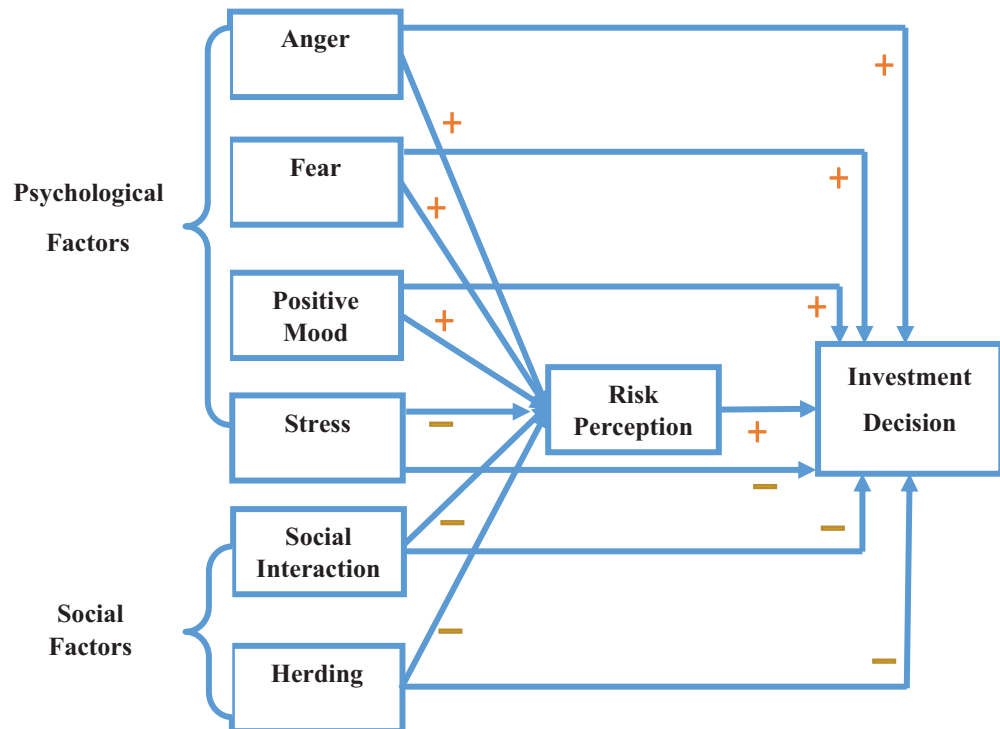 Psychological
Factors
Anger
+
+
Fear
+
+
Positive
Mood
+
+
Stress
−
−
Risk
Perception
+
Investment
Decision
Social
Factors
Social
Interaction
−
−
Herding
−
−